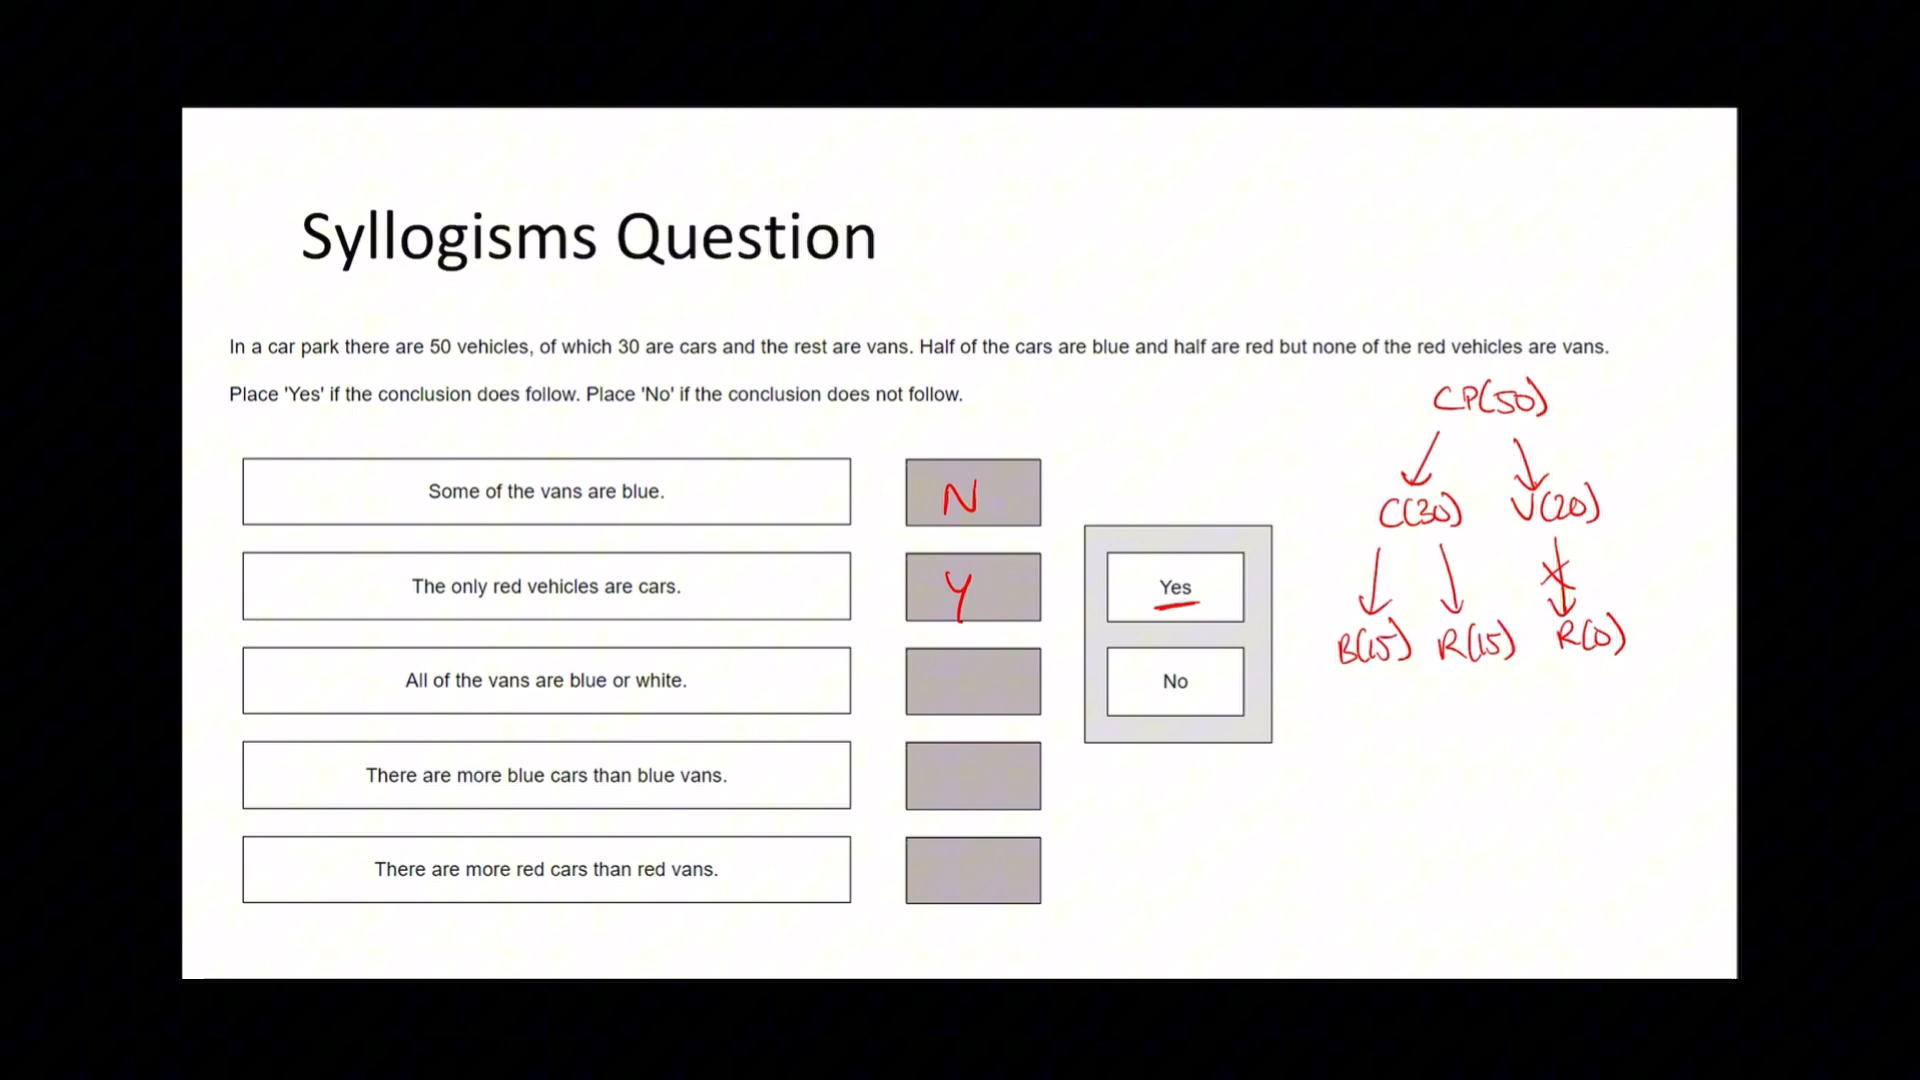 Syllogisms Question
In a car park there are 50 vehicles, of which 30 are cars and the rest are vans. Half of the cars are blue and half are red but none of the red vehicles are vans.
Place 'Yes' if the conclusion does follow. Place 'No' if the conclusion does not follow.
CP(50)
C(30) V(20)
B(15) R(15) R(0)
Some of the vans are blue. N
The only red vehicles are cars. Y
All of the vans are blue or white.
There are more blue cars than blue vans.
There are more red cars than red vans.
Yes
No